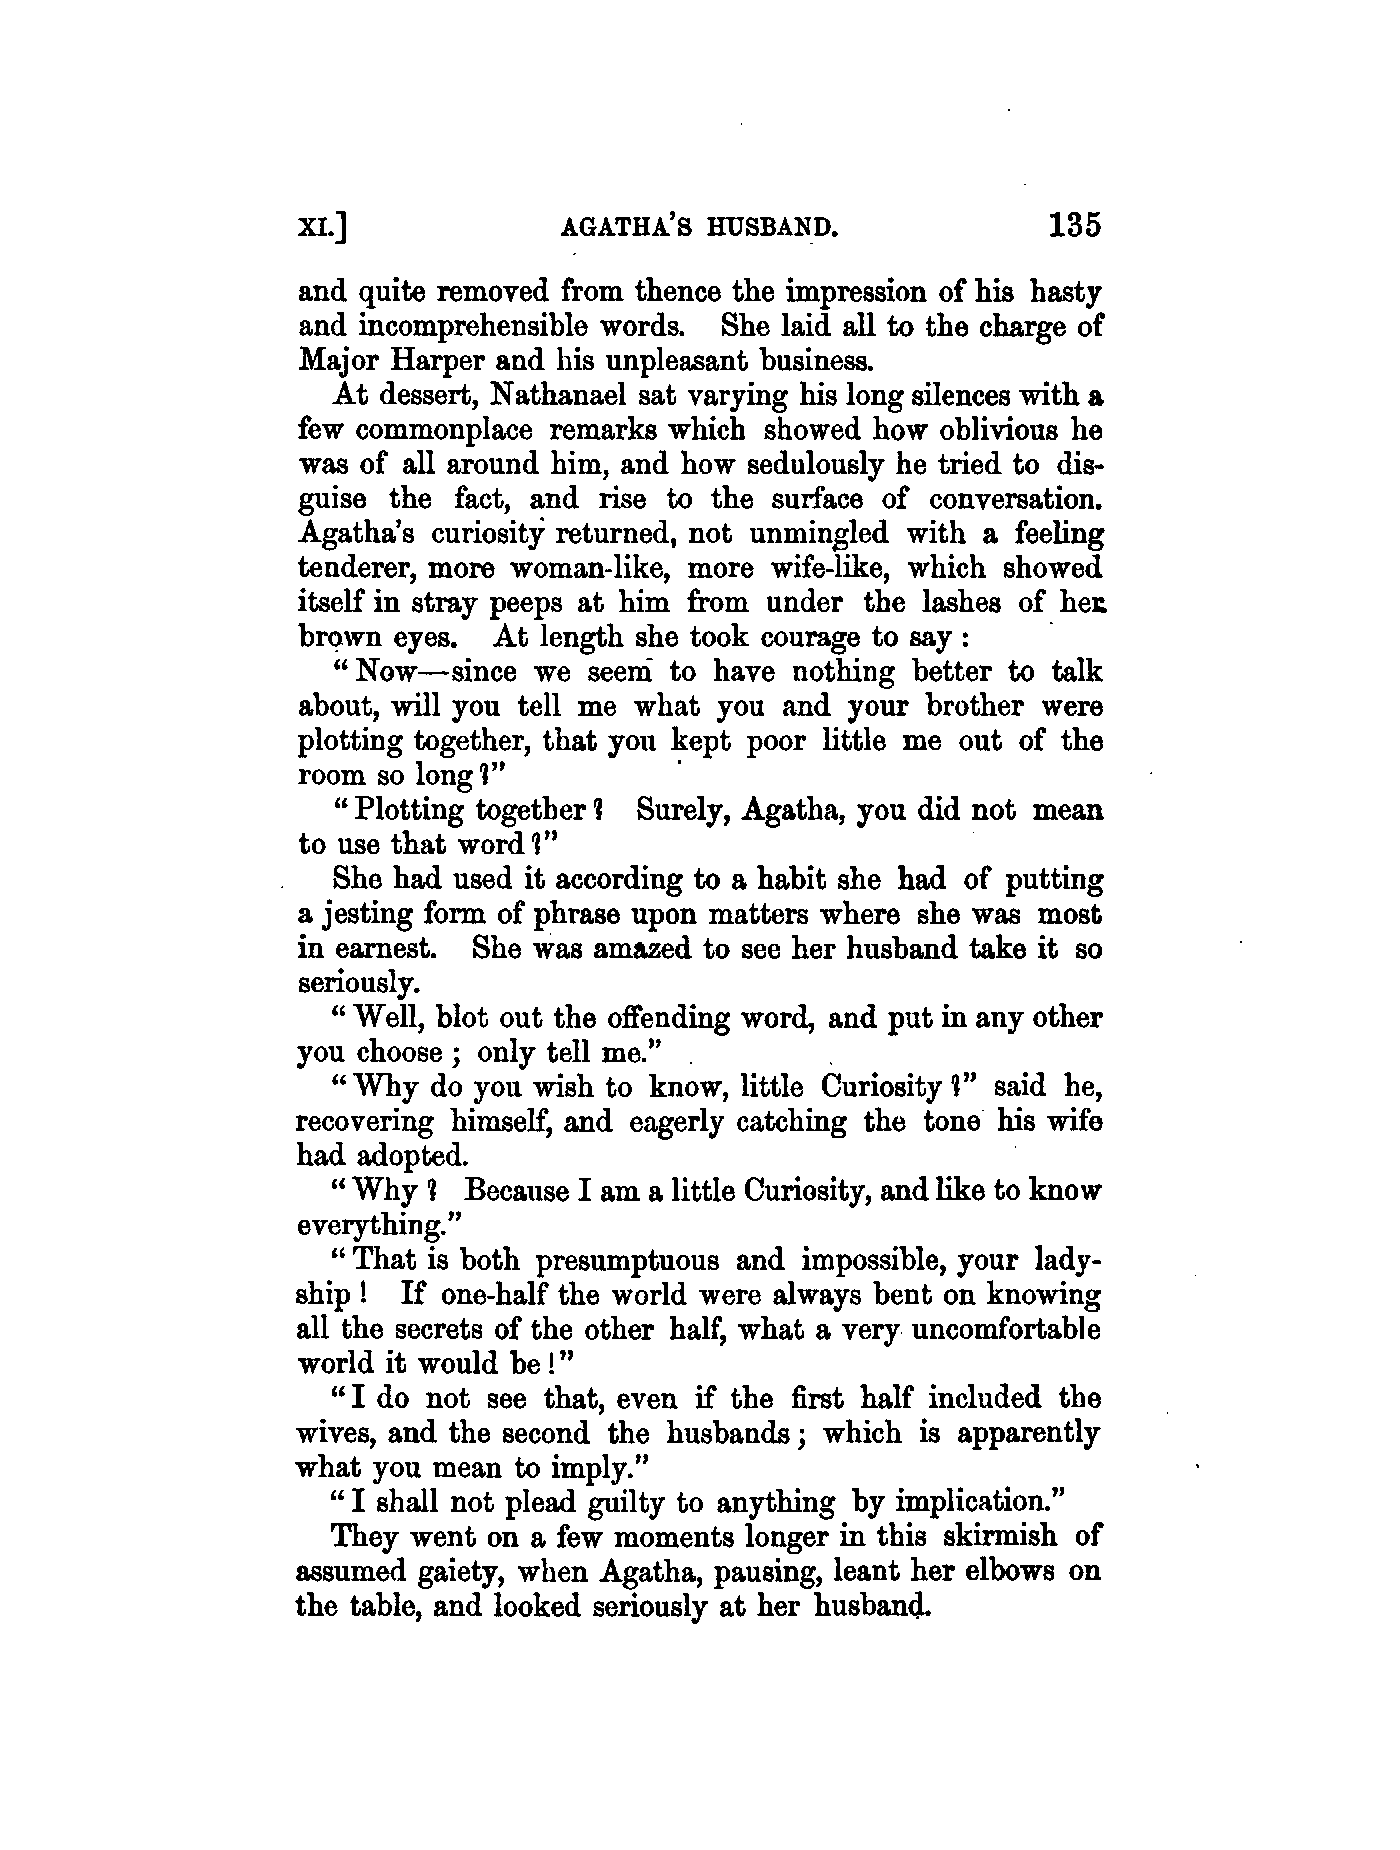 XI.] AGATHA'S HUSBAND. 135
and quite removed from thence the impression of his hasty
and incomprehensible words. She laid all to the charge of
Major Harper and his unpleasant business.
At dessert, Nathanael sat varying his long silences with a
few commonplace remarks which showed how oblivious he
was of all around him, and how sedulously he tried to dis-
guise the fact, and rise to the surface of conversation.
Agatha's curiosity returned, not unmingled with a feeling
tenderer, more woman-like, more wife-like, which showed
itself in stray peeps at him from under the lashes of her
brown eyes. At length she took courage to say :
“ Now—since we seem to have nothing better to talk
about, will you tell me what you and your brother were
plotting together, that you kept poor little me out of the
room so long ?”
“ Plotting together ? Surely, Agatha, you did not mean
to use that word ?”
She had used it according to a habit she had of putting
a jesting form of phrase upon matters where she was most
in earnest. She was amazed to see her husband take it so
seriously.
“ Well, blot out the offending word, and put in any other
you choose ; only tell me.”
“ Why do you wish to know, little Curiosity ?” said he,
recovering himself, and eagerly catching the tone his wife
had adopted.
“ Why ? Because I am a little Curiosity, and like to know
everything.”
“ That is both presumptuous and impossible, your lady-
ship ! If one-half the world were always bent on knowing
all the secrets of the other half, what a very uncomfortable
world it would be !”
“ I do not see that, even if the first half included the
wives, and the second the husbands ; which is apparently
what you mean to imply.”
“ I shall not plead guilty to anything by implication.”
They went on a few moments longer in this skirmish of
assumed gaiety, when Agatha, pausing, leant her elbows on
the table, and looked seriously at her husband.